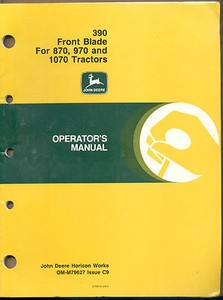 390
Front Blade
For 870, 970 and
1070 Tractors
JOHN DEERE
OPERATOR'S
MANUAL
John Deere Horicon Works
OM-M79627 Issue C9